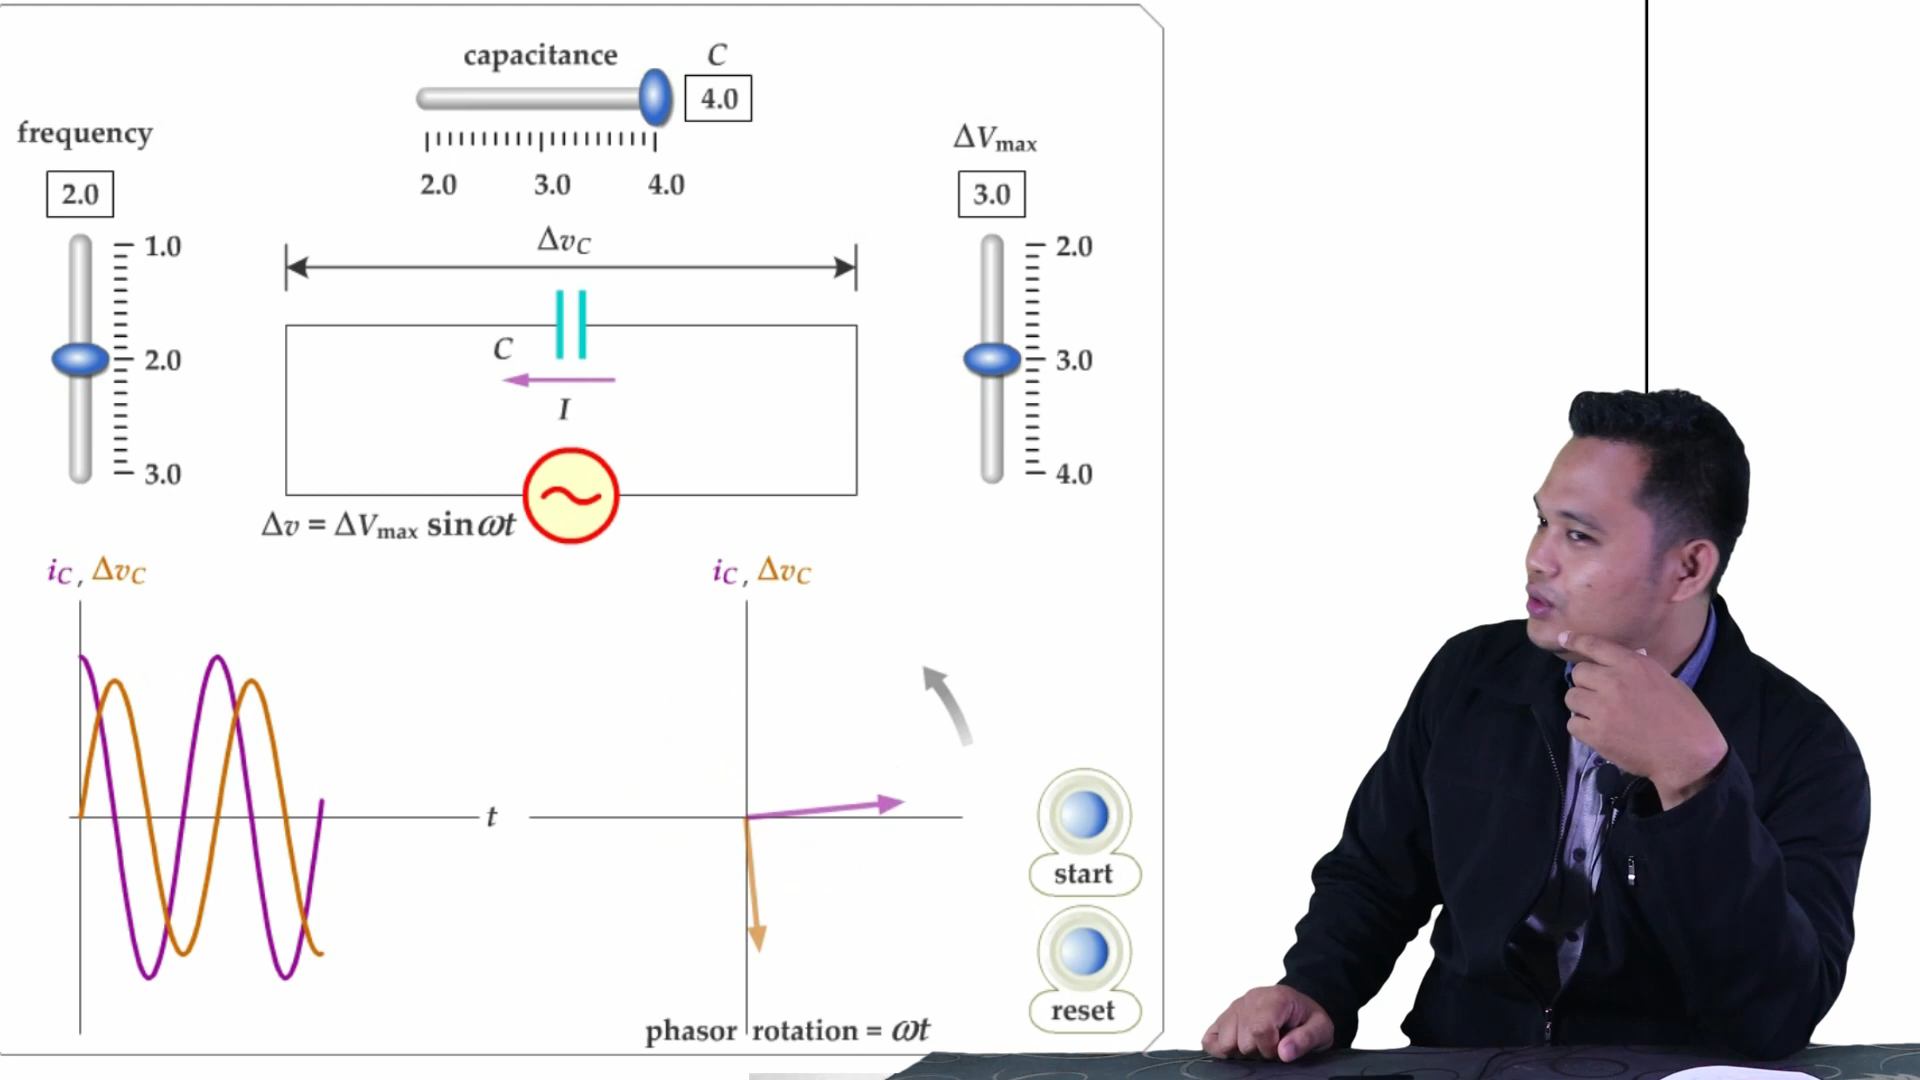 capacitance C
4.0
2.0 3.0 4.0
frequency
2.0
1.0
2.0
3.0
ΔVmax
3.0
2.0
3.0
4.0
ΔvC
C
I
Δv = ΔVmax sin ωt
iC, ΔvC
t
iC, ΔvC
phasor rotation = ωt
start
reset